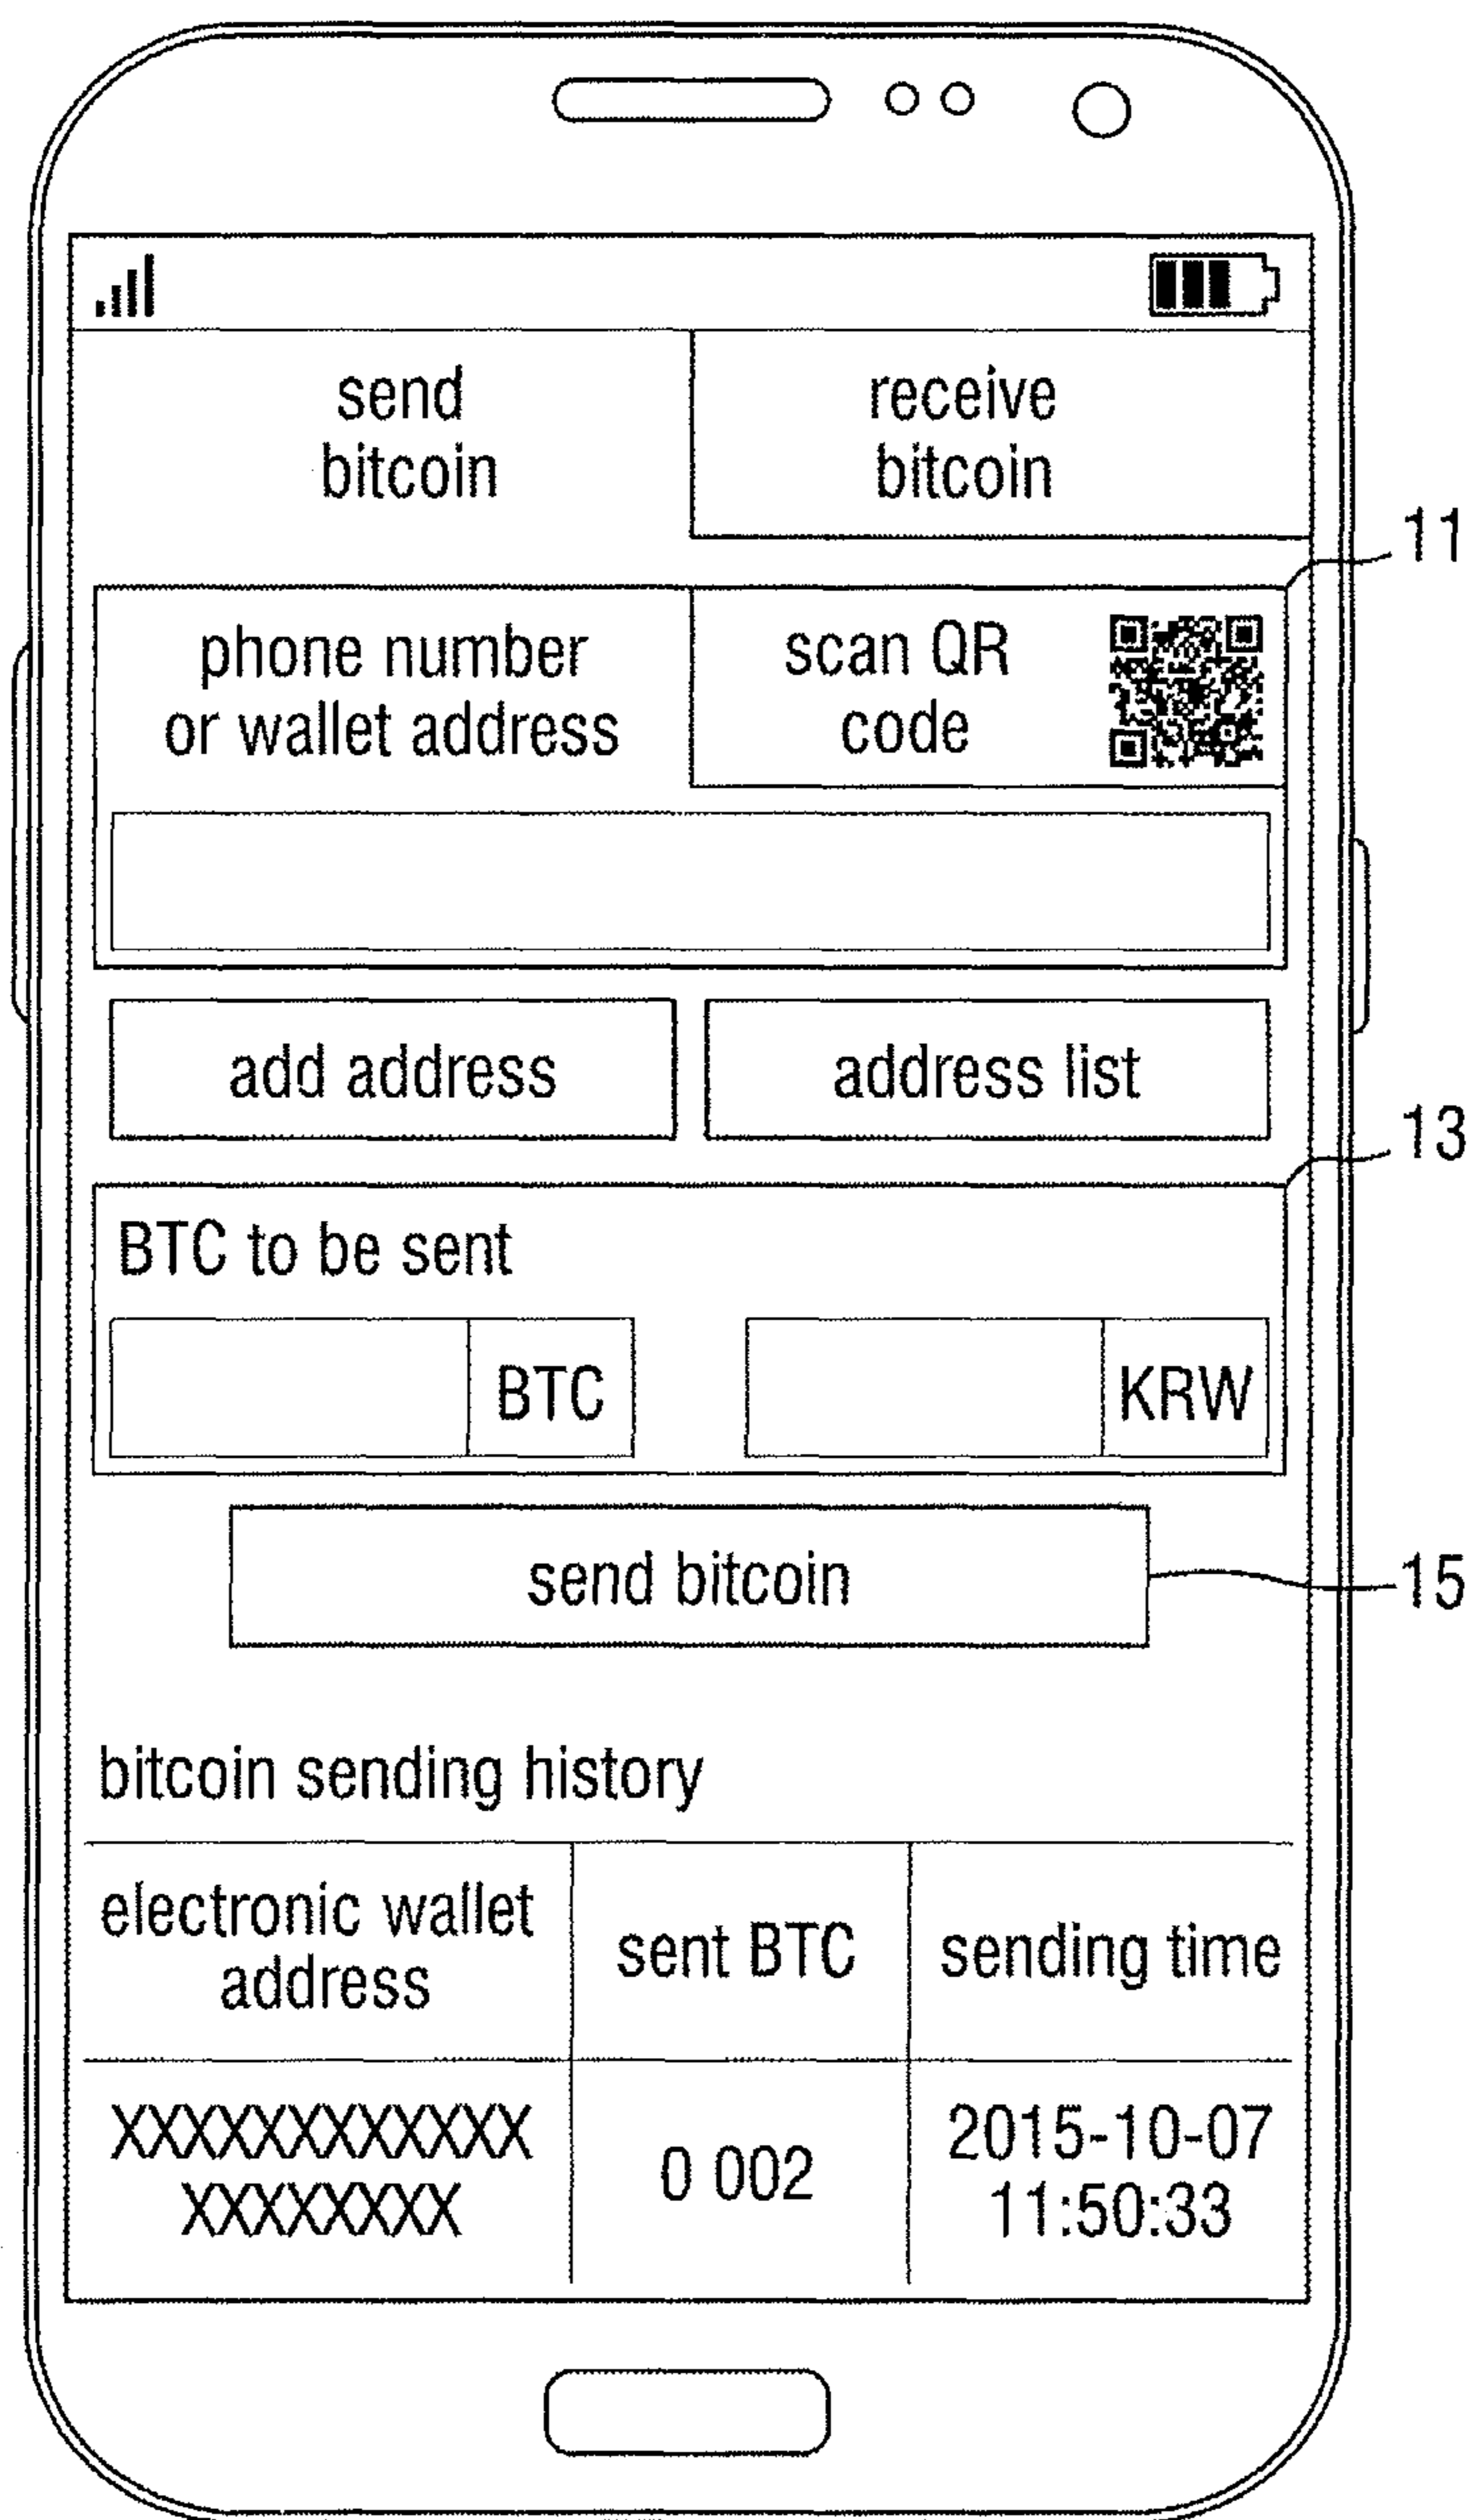 send
bitcoin
receive
bitcoin
11
phone number
or wallet address
scan QR
code
add address
address list
13
BTC to be sent
BTC
KRW
send bitcoin
15
bitcoin sending history
electronic wallet
address
sent BTC
sending time
XXXXXXXXXXXX
XXXXXXXX
0 002
2015-10-07
11:50:33